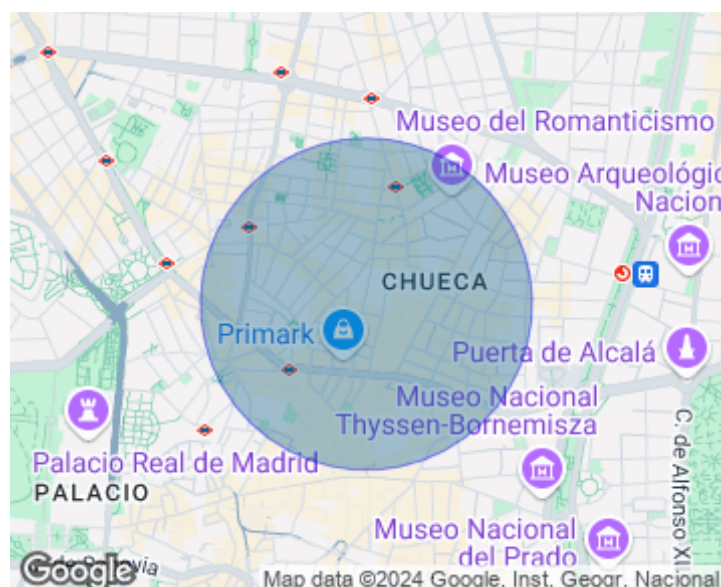 Museo del Romanticismo
Museo Arqueológic
Nacion
CHUECA
Primark
Puerta de Alcalá
Museo Nacional
Thyssen-Bornemisza
Palacio Real de Madrid
PALACIO
C. de Alfonso XI
Museo Nacional
del Prado
Google
Map data ©2024 Google, Inst. Geogr. Nacional